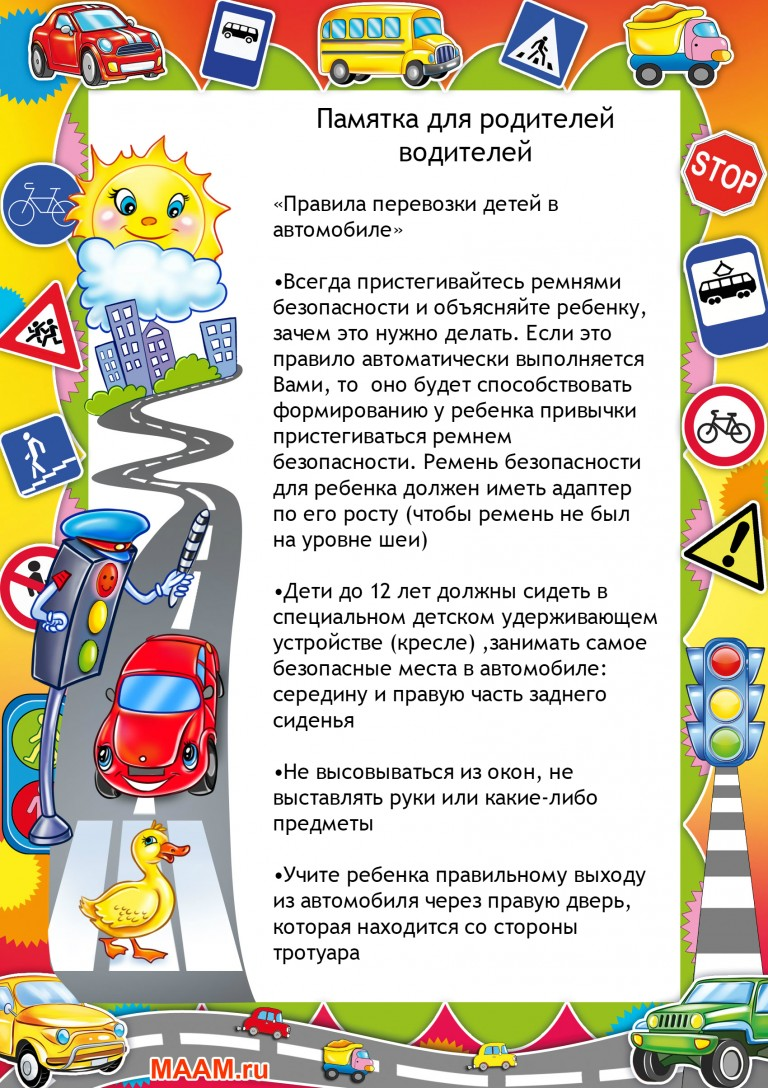 Памятка для родителей
водителей
«Правила перевозки детей в
автомобиле»
•Всегда пристегивайтесь ремнями
безопасности и объясняйте ребенку,
зачем это нужно делать. Если это
правило автоматически выполняется
Вами, то  оно будет способствовать
формированию у ребенка привычки
пристегиваться ремнем
безопасности. Ремень безопасности
для ребенка должен иметь адаптер
по его росту (чтобы ремень не был
на уровне шеи)
•Дети до 12 лет должны сидеть в
специальном детском удерживающем
устройстве (кресле) ,занимать самое
безопасные места в автомобиле:
середину и правую часть заднего
сиденья
•Не высовываться из окон, не
выставлять руки или какие-либо
предметы
•Учите ребенка правильному выходу
из автомобиля через правую дверь,
которая находится со стороны
тротуара
STOP
MAAM.ru